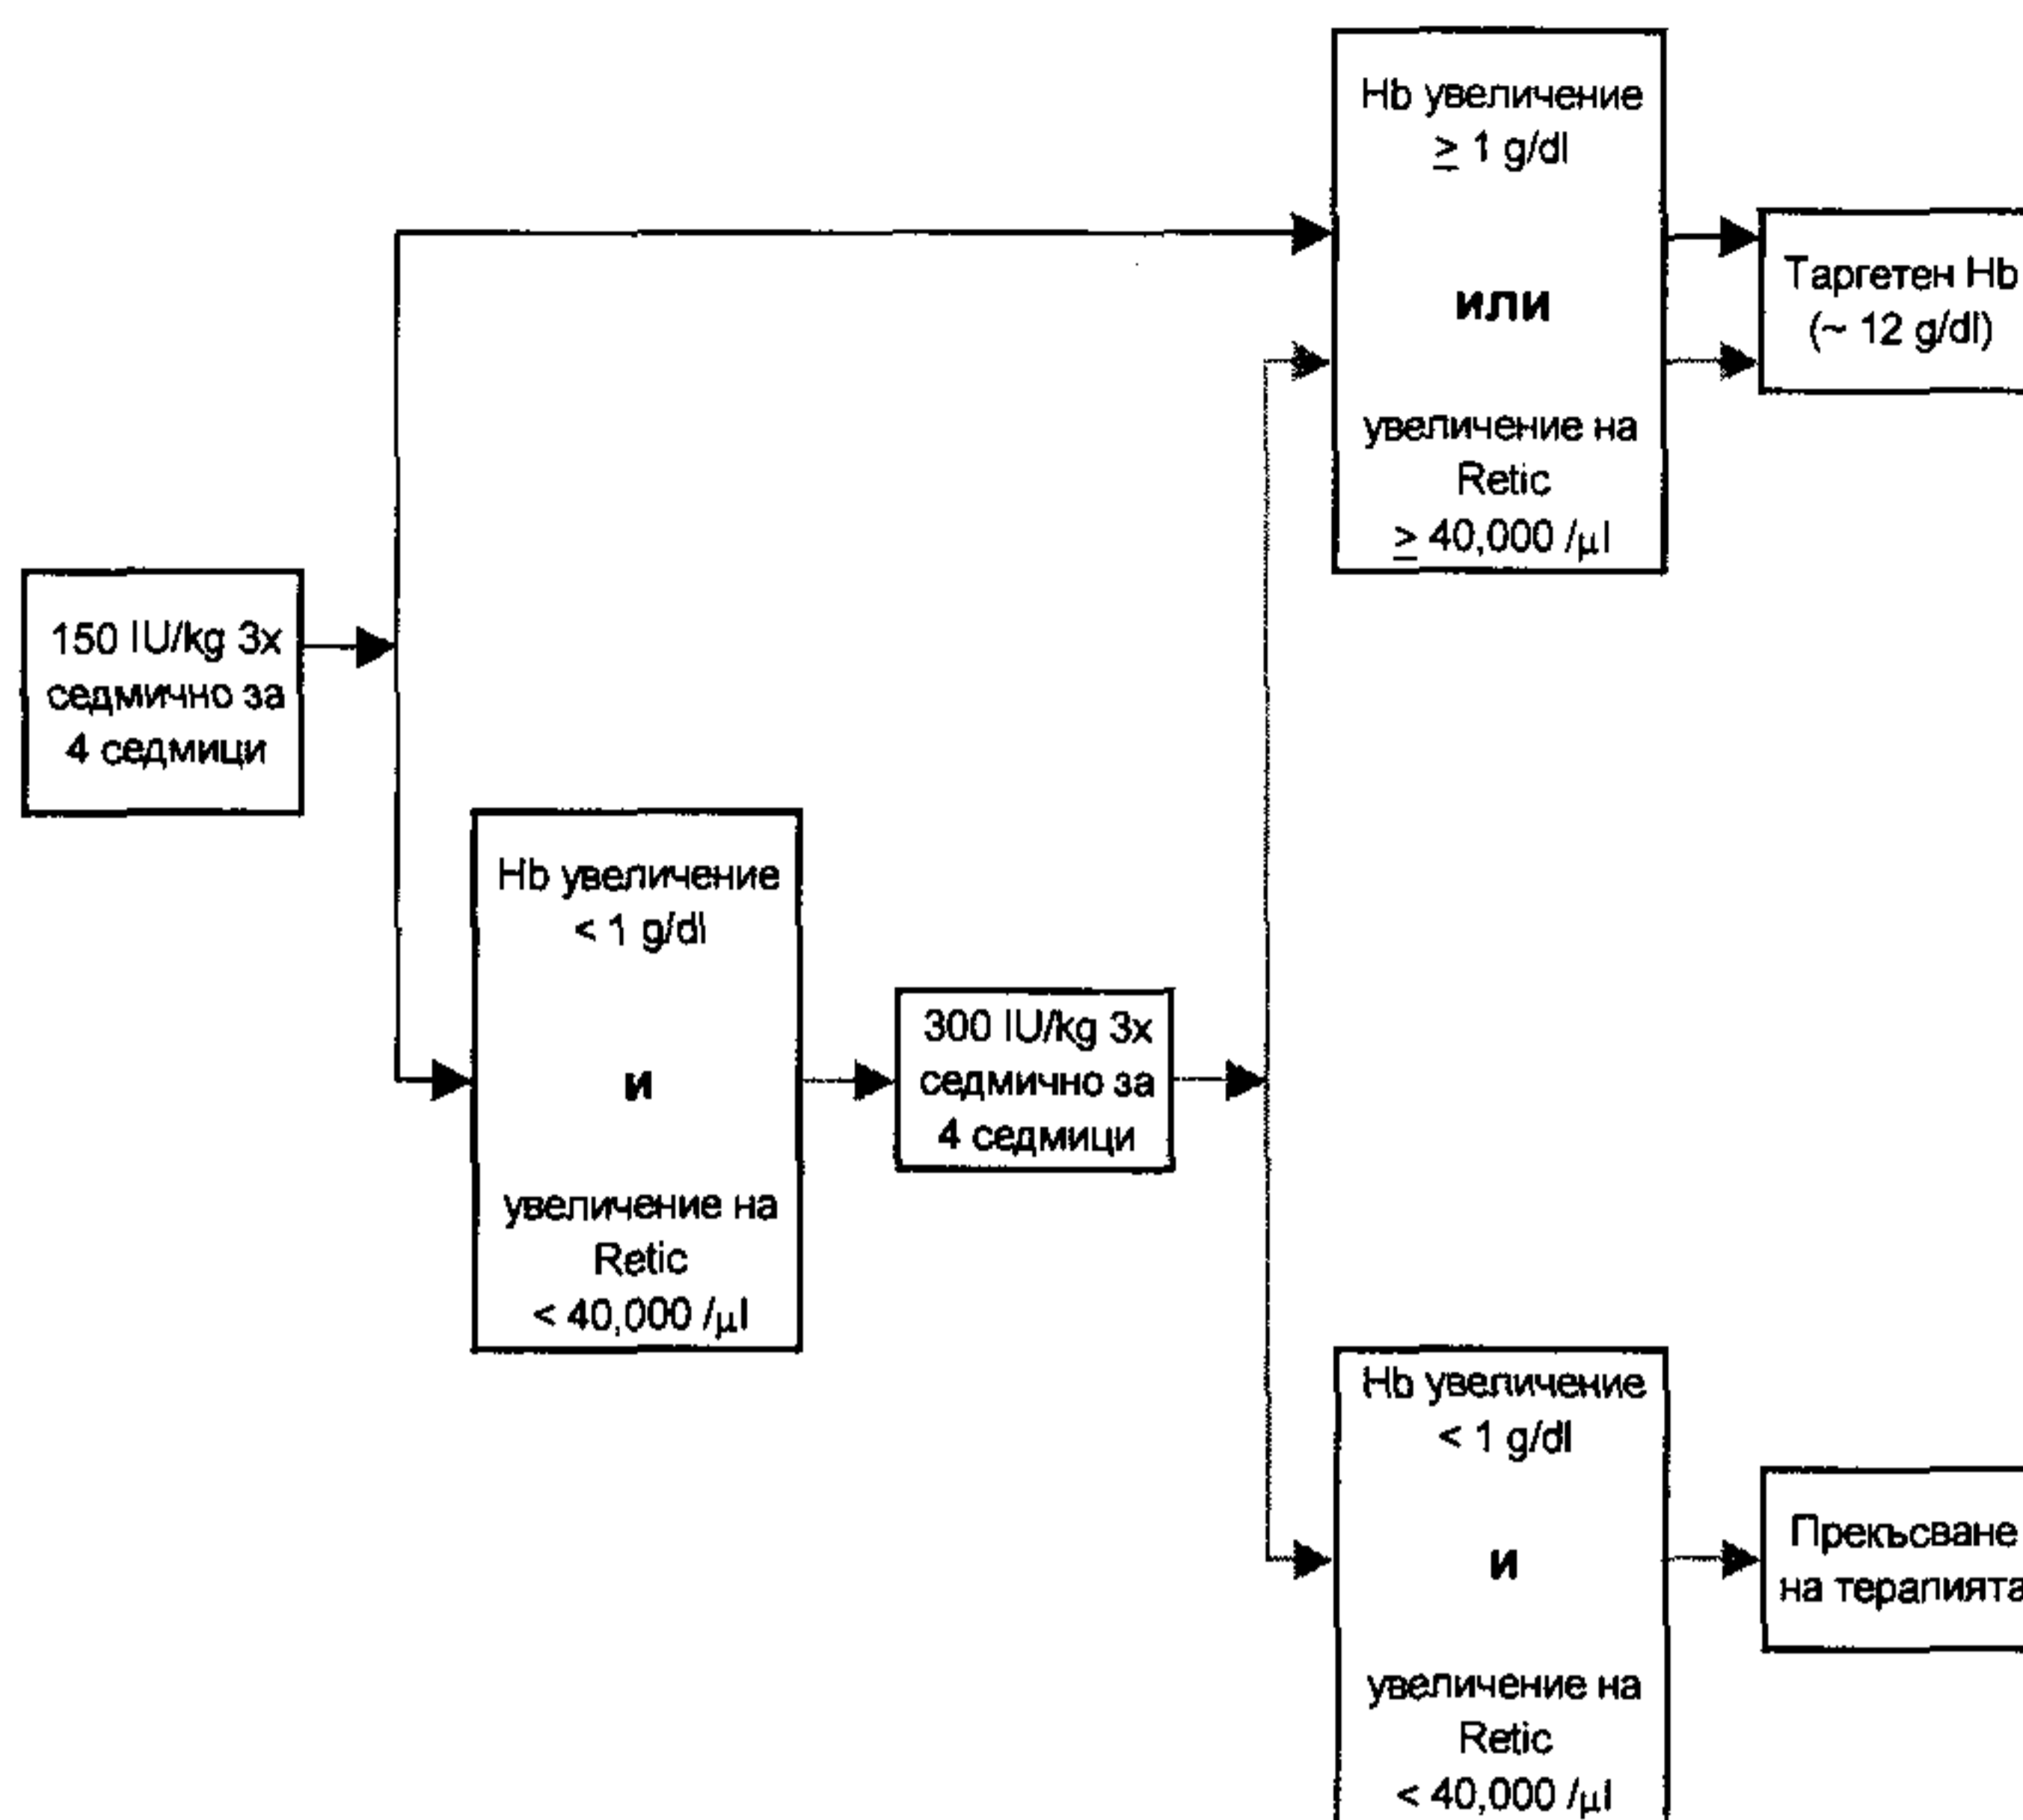 150 IU/kg 3x
седмично за
4 седмици
Hb увеличение
< 1 g/dl
и
увеличение на
Retic
< 40,000 /µl
300 IU/kg 3x
седмично за
4 седмици
Hb увеличение
≥ 1 g/dl
или
увеличение на
Retic
≥ 40,000 /µl
Таргетен Hb
(~ 12 g/dl)
Hb увеличение
< 1 g/dl
и
увеличение на
Retic
< 40,000 /µl
Прекъсване
на терапията